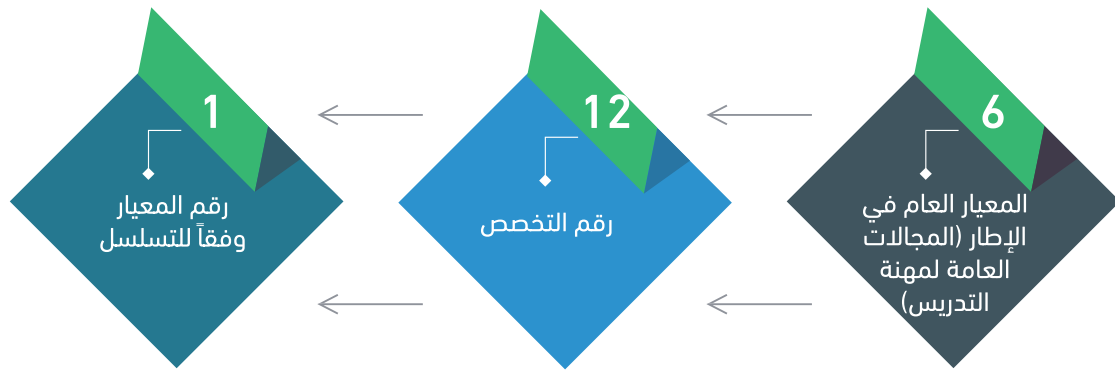 6
المعيار العام في
الإطار (المجالات
العامة لمهنة
التدريس)
12
رقم التخصص
1
رقم المعيار
وفقاً للتسلسل